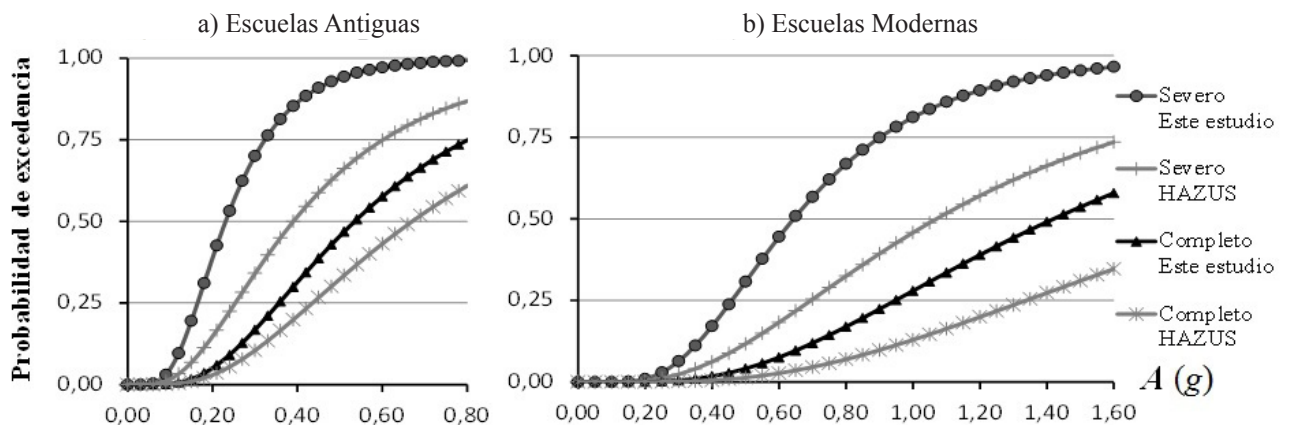 a) Escuelas Antiguas
b) Escuelas Modernas
Probabilidad de excedencia
1,00
0,75
0,50
0,25
0,00
0,00 0,20 0,40 0,60 0,80
1,00
0,75
0,50
0,25
0,00
0,00 0,20 0,40 0,60 0,80 1,00 1,20 1,40 1,60
A (g)
Severo
Este estudio
Severo
HAZUS
Completo
Este estudio
Completo
HAZUS